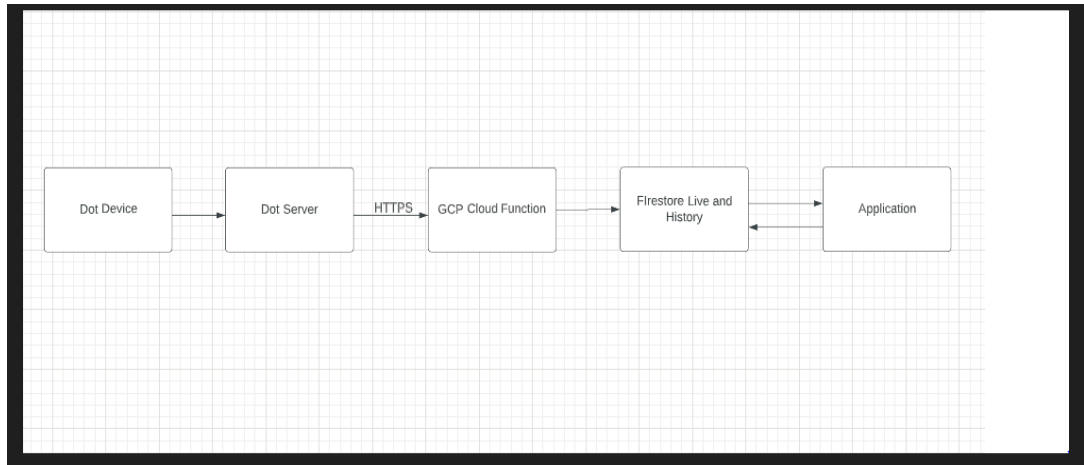 Dot Device
Dot Server
HTTPS
GCP Cloud Function
FIrestore Live and
History
Application